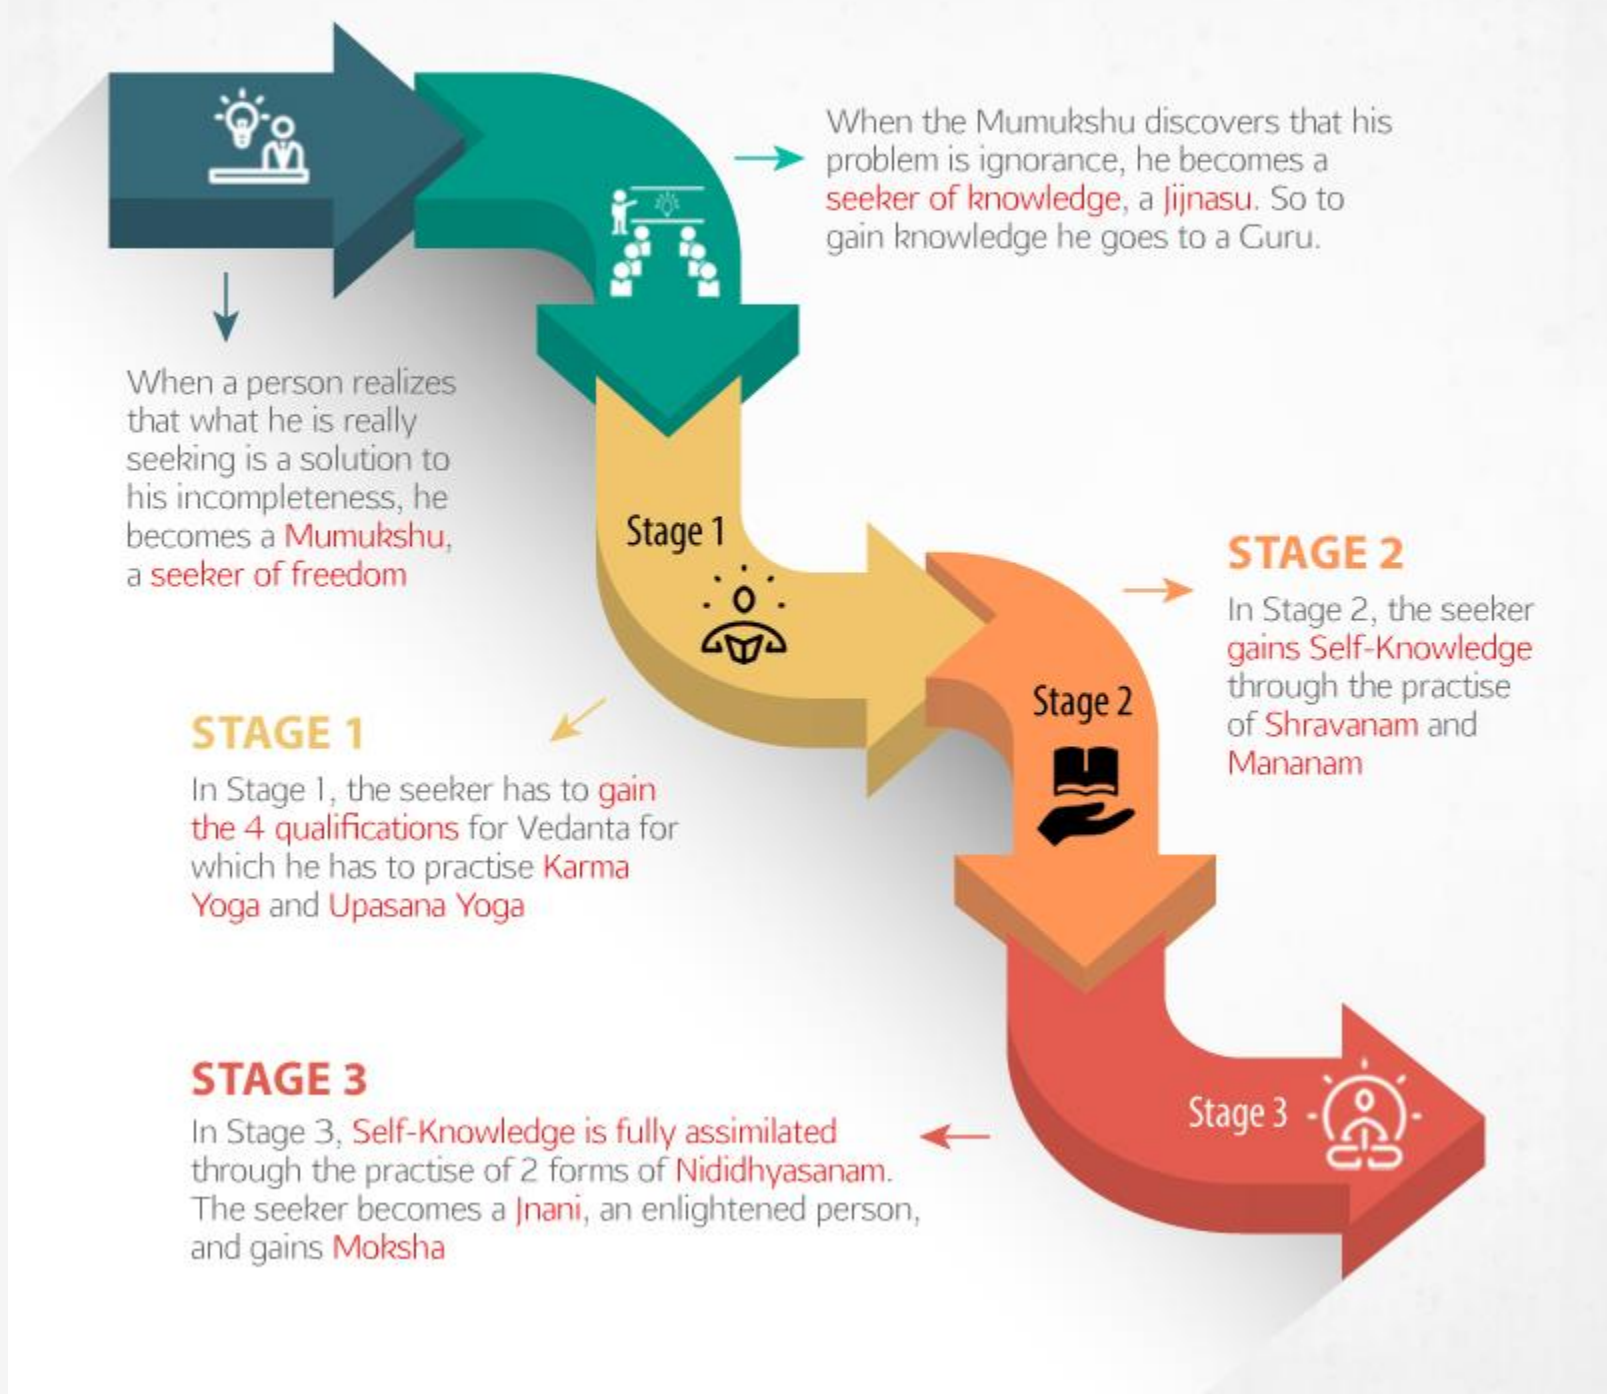 When the Mumukshu discovers that his
problem is ignorance, he becomes a
seeker of knowledge, a Jijnasu. So to
gain knowledge he goes to a Guru.
When a person realizes
that what he is really
seeking is a solution to
his incompleteness, he
becomes a Mumukshu,
a seeker of freedom
Stage 1
STAGE 1
In Stage 1, the seeker has to gain
the 4 qualifications for Vedanta for
which he has to practise Karma
Yoga and Upasana Yoga
Stage 2
STAGE 2
In Stage 2, the seeker
gains Self-Knowledge
through the practise
of Shravanam and
Mananam
Stage 3
STAGE 3
In Stage 3, Self-Knowledge is fully assimilated
through the practise of 2 forms of Nididhyasanam.
The seeker becomes a Jnani, an enlightened person,
and gains Moksha